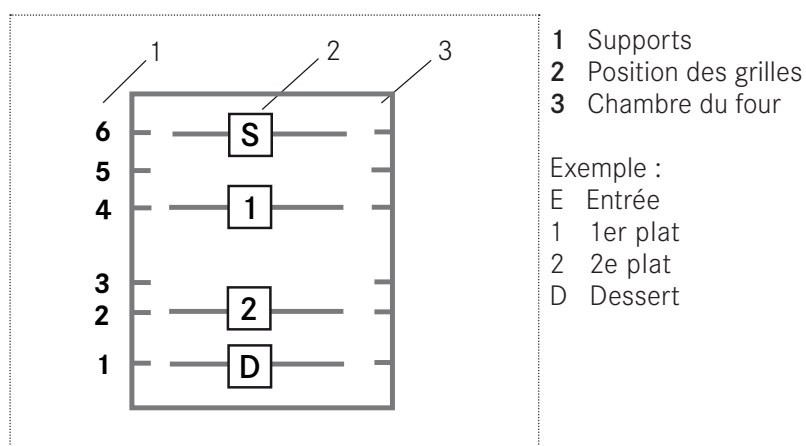 1 2 3
6 S
5
4 1
3
2 2
1 D
1 Supports
2 Position des grilles
3 Chambre du four
Exemple :
E Entrée
1 1er plat
2 2e plat
D Dessert